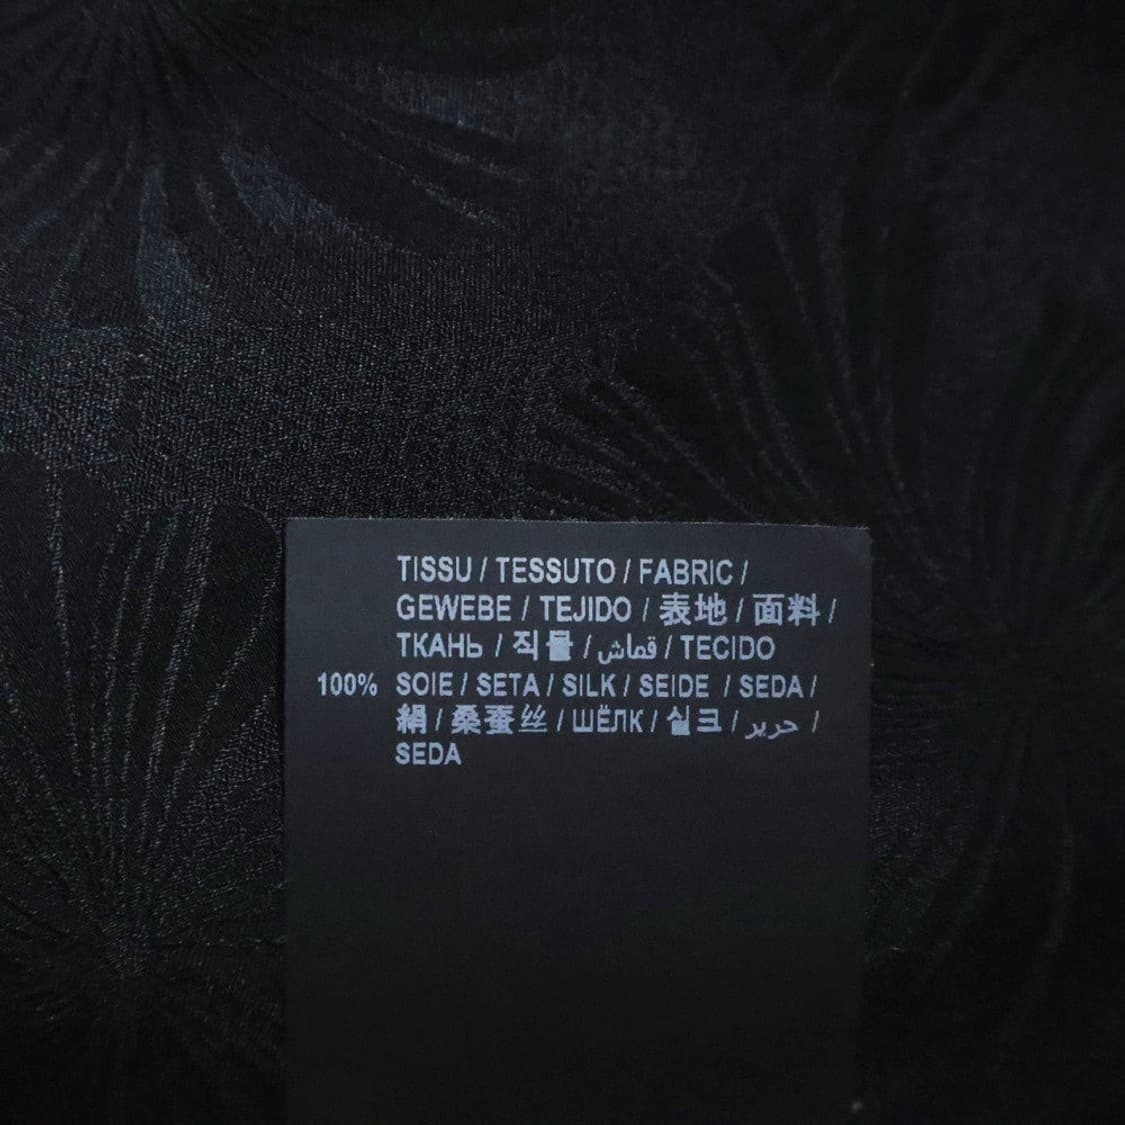 TISSU / TESSUTO / FABRIC /
GEWEBE / TEJIDO / 表地 / 面料 /
ТКАНЬ / 직물 / قماش / TECIDO
100% SOIE / SETA / SILK / SEIDE / SEDA /
絹 / 桑蚕丝 / ШЁЛК / 실크 / حرير /
SEDA